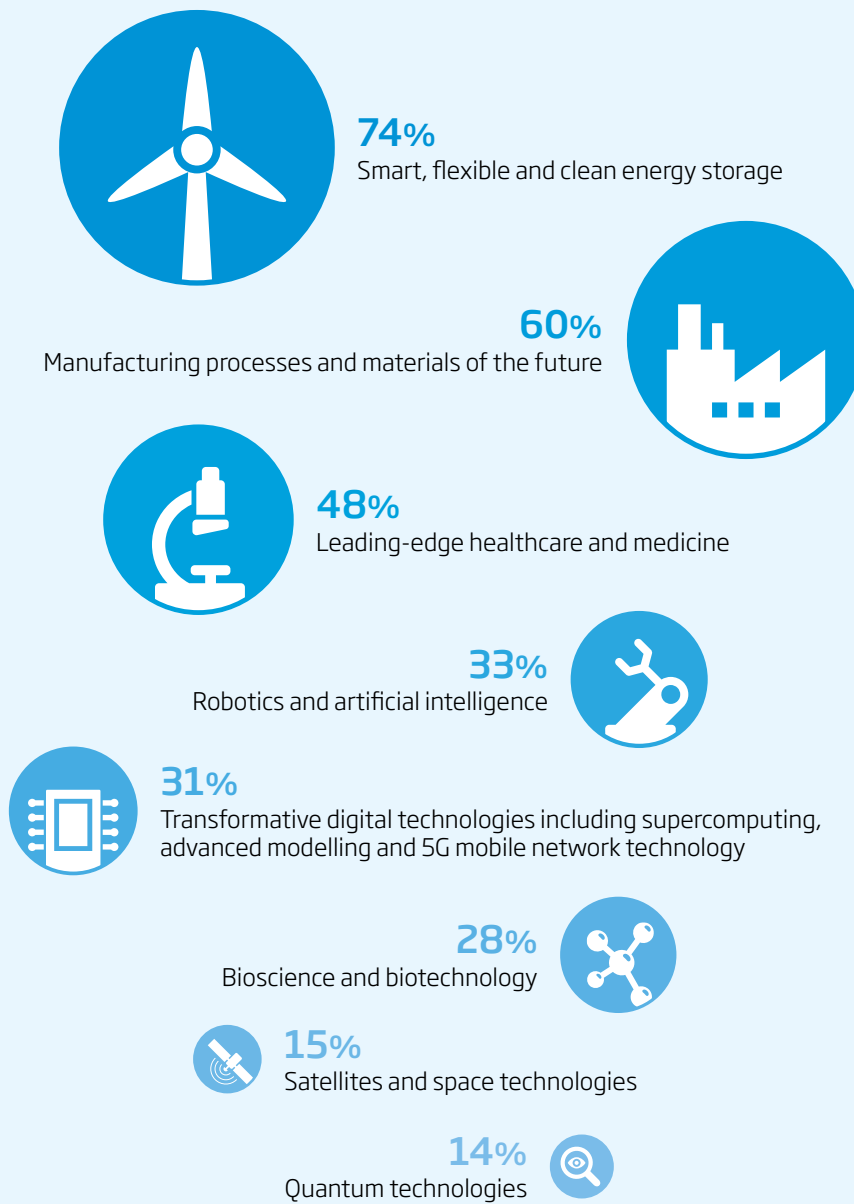 74%
Smart, flexible and clean energy storage
60%
Manufacturing processes and materials of the future
48%
Leading-edge healthcare and medicine
33%
Robotics and artificial intelligence
31%
Transformative digital technologies including supercomputing,
advanced modelling and 5G mobile network technology
28%
Bioscience and biotechnology
15%
Satellites and space technologies
14%
Quantum technologies